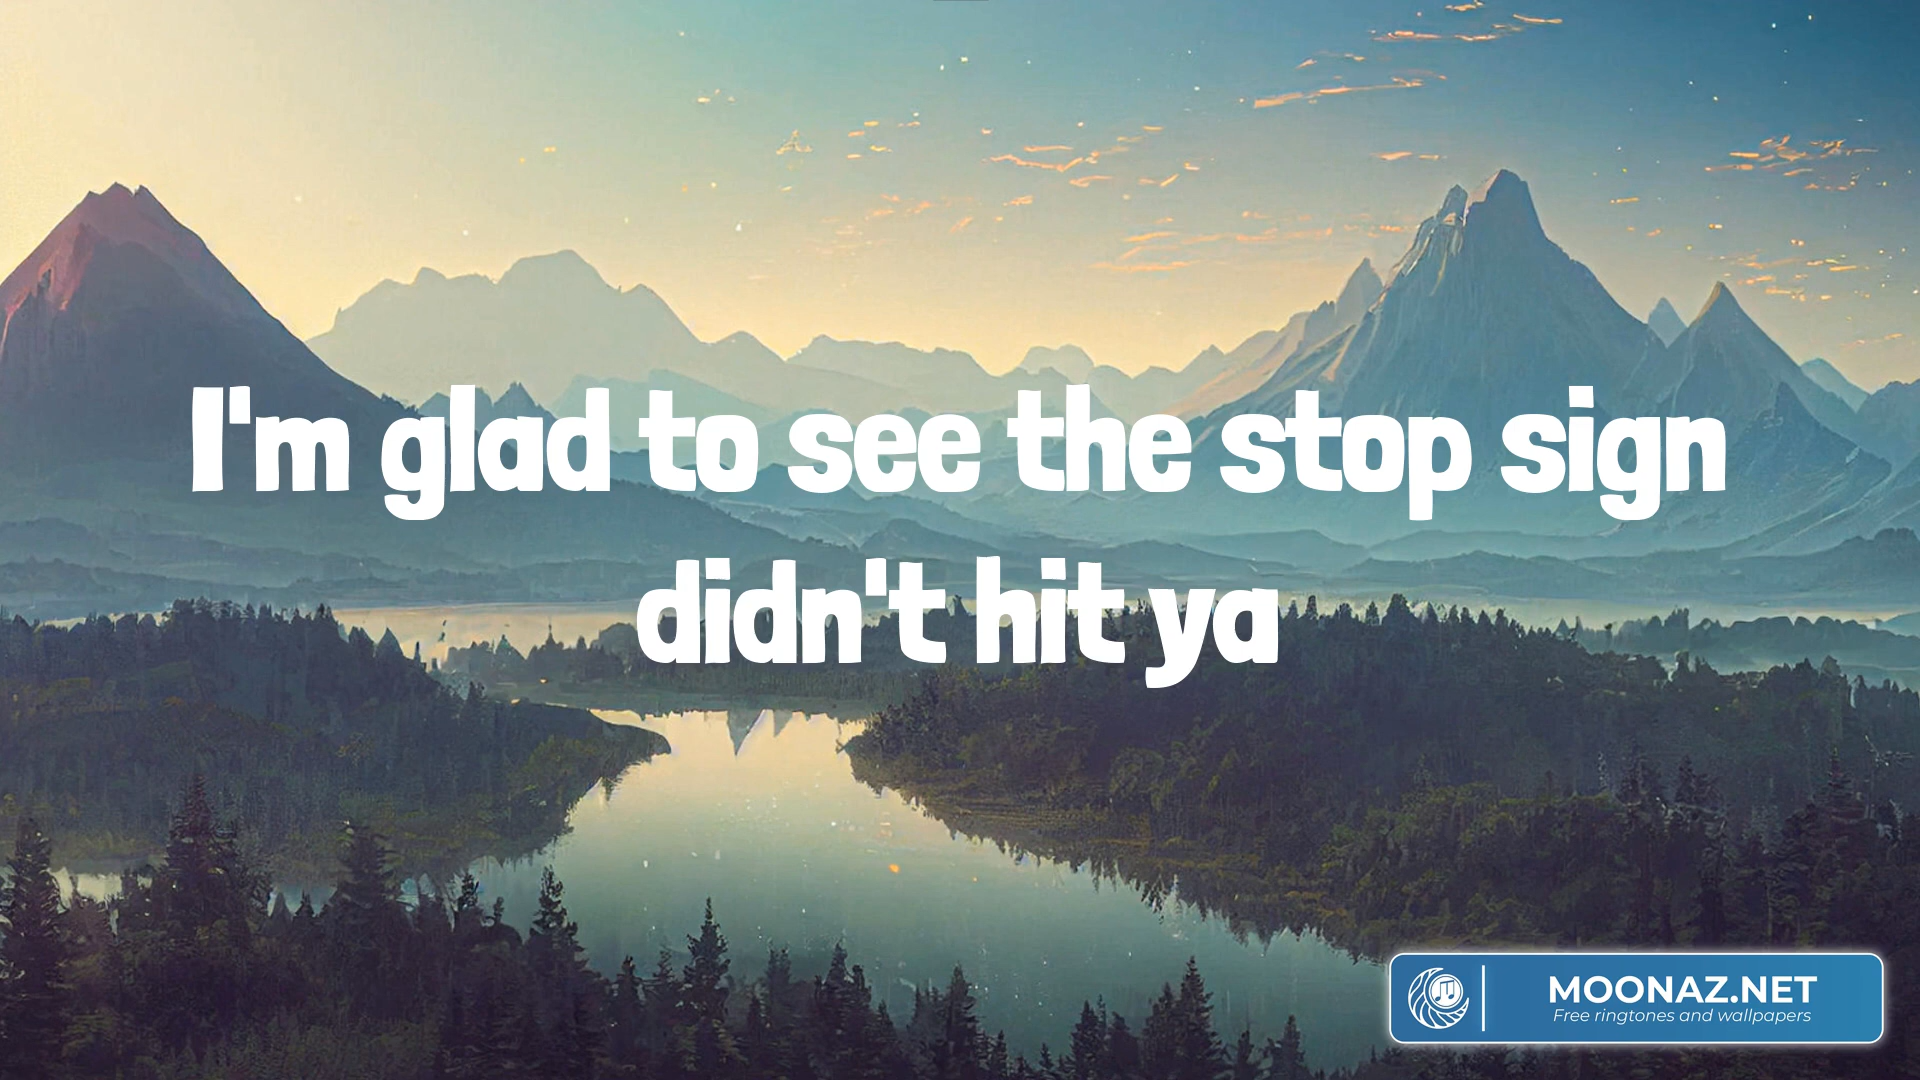 I'm glad to see the stop sign
didn't hit ya
MOONAZ.NET
Free ringtones and wallpapers